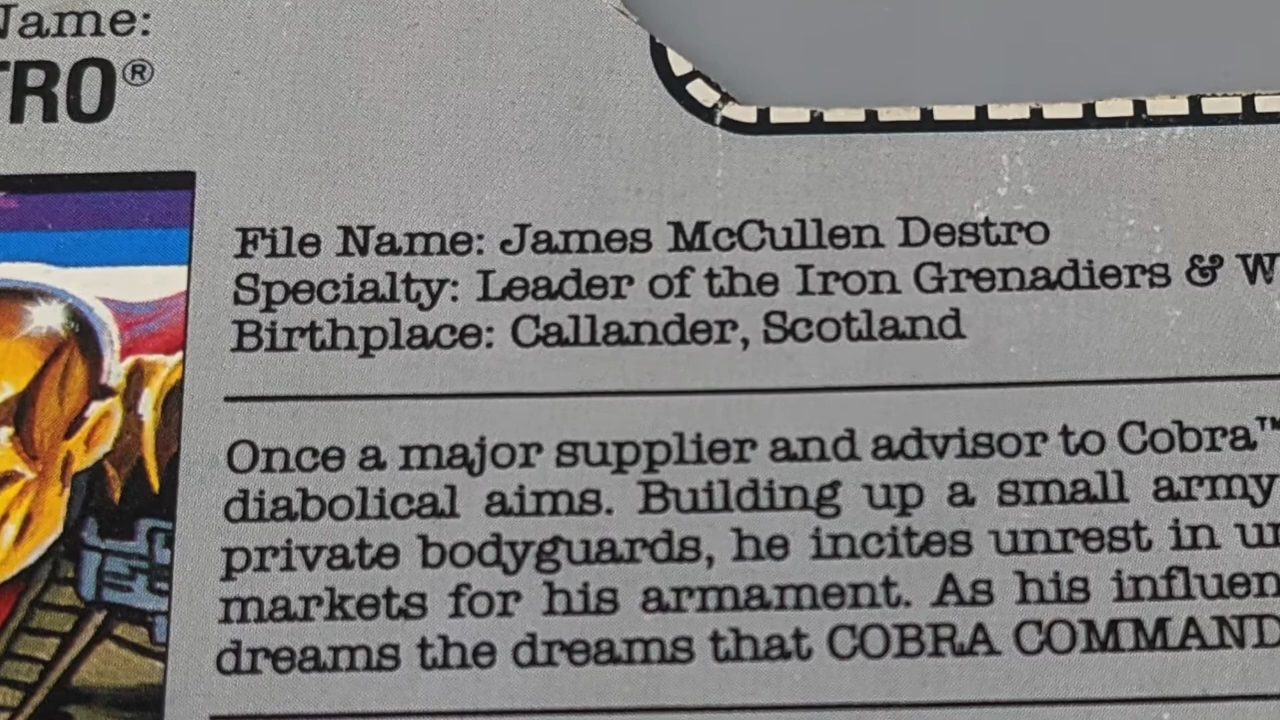 Name:
TRO®
File Name: James McCullen Destro
Specialty: Leader of the Iron Grenadiers & W
Birthplace: Callander, Scotland
Once a major supplier and advisor to Cobra™
diabolical aims. Building up a small army
private bodyguards, he incites unrest in un
markets for his armament. As his influen
dreams the dreams that COBRA COMMAND